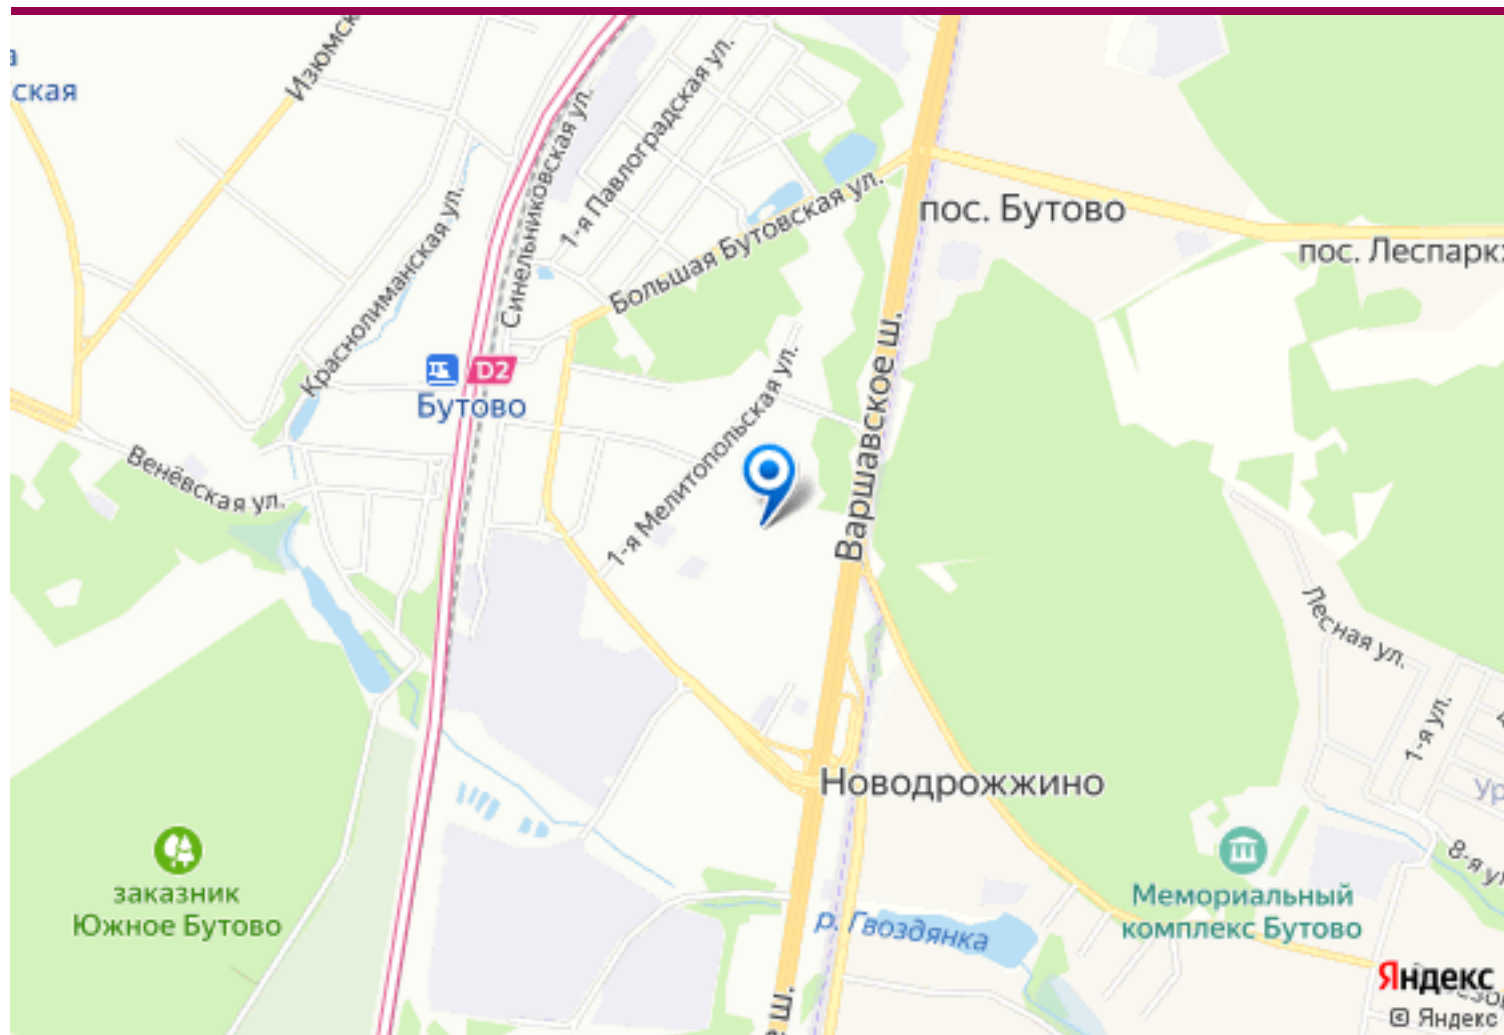 ская
Изюмск
Синельниковская ул.
1-я Павлоградская ул.
Большая Бутовская ул.
пос. Бутово
пос. Леспарк
Краснолиманская ул.
D2
Бутово
1-я Мелитопольская ул.
Варшавское ш.
Венёвская ул.
Лесная ул.
1-я ул.
Новодрожжино
Ур
8-я ул
заказник
Южное Бутово
Мемориальный
комплекс Бутово
р. Гвоздянка
е ш.
Яндекс
© Яндекс